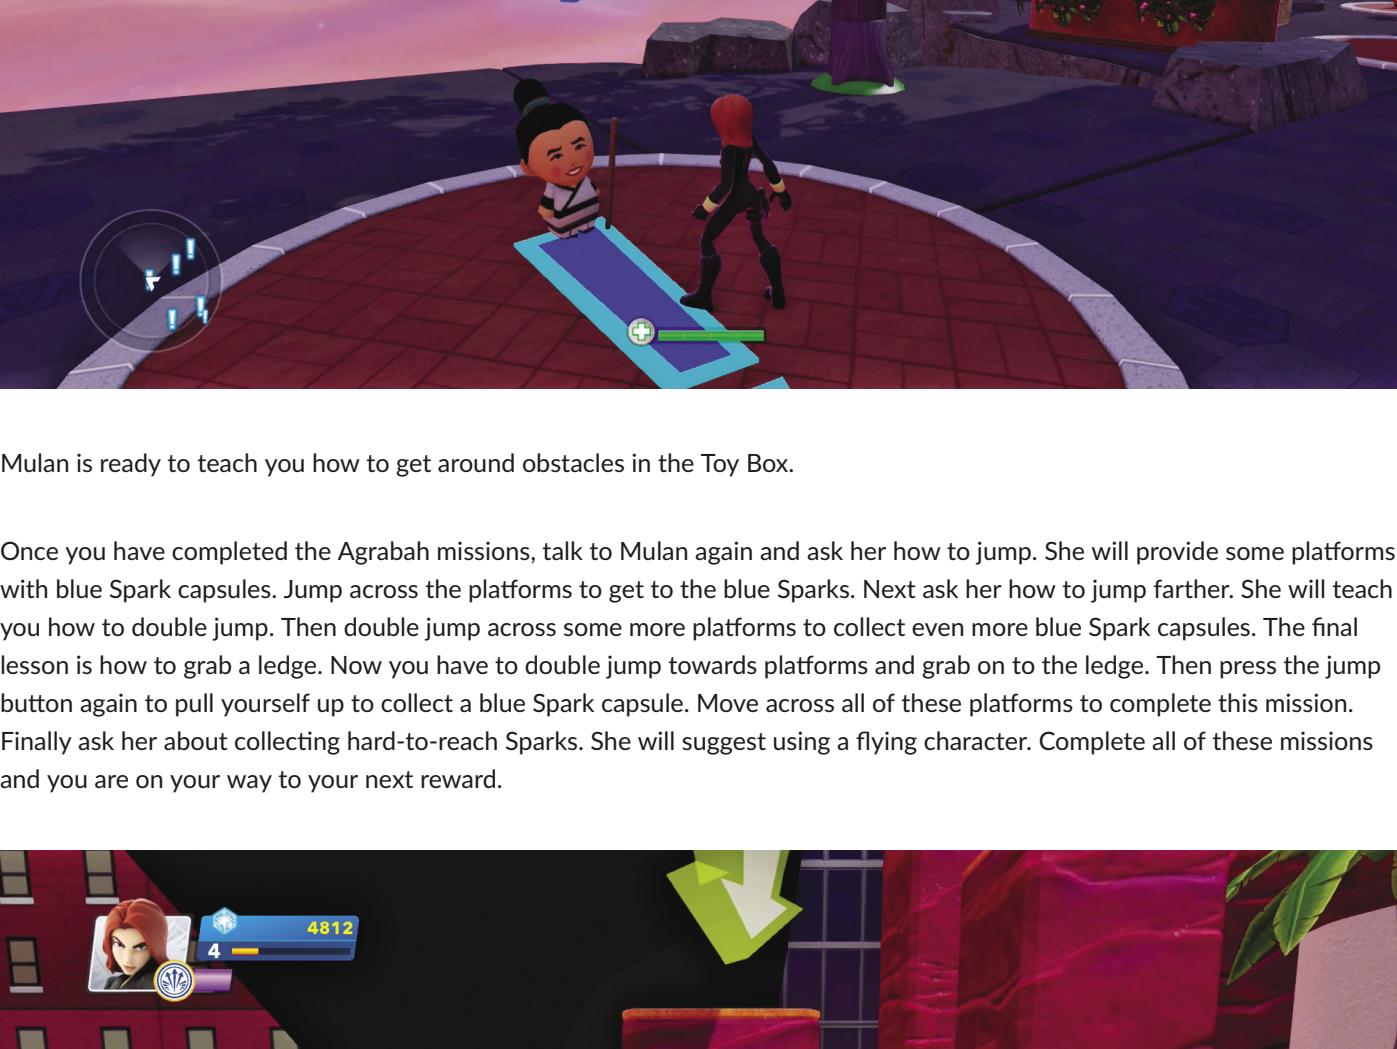 Mulan is ready to teach you how to get around obstacles in the Toy Box.
Once you have completed the Agrabah missions, talk to Mulan again and ask her how to jump. She will provide some platforms
with blue Spark capsules. Jump across the platforms to get to the blue Sparks. Next ask her how to jump farther. She will teach
you how to double jump. Then double jump across some more platforms to collect even more blue Spark capsules. The final
lesson is how to grab a ledge. Now you have to double jump towards platforms and grab on to the ledge. Then press the jump
button again to pull yourself up to collect a blue Spark capsule. Move across all of these platforms to complete this mission.
Finally ask her about collecting hard-to-reach Sparks. She will suggest using a flying character. Complete all of these missions
and you are on your way to your next reward.
4812
4